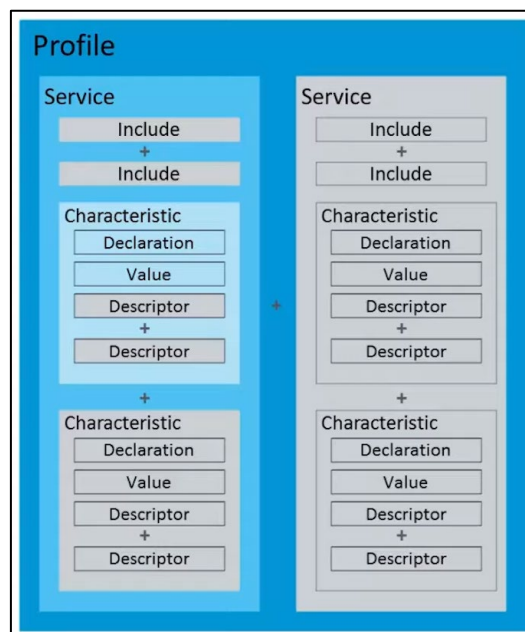 Profile
Service
Include
+
Include
Characteristic
Declaration
Value
Descriptor
+
Descriptor
+
Characteristic
Declaration
Value
Descriptor
+
Descriptor
+
Service
Include
+
Include
Characteristic
Declaration
Value
Descriptor
+
Descriptor
+
Characteristic
Declaration
Value
Descriptor
+
Descriptor